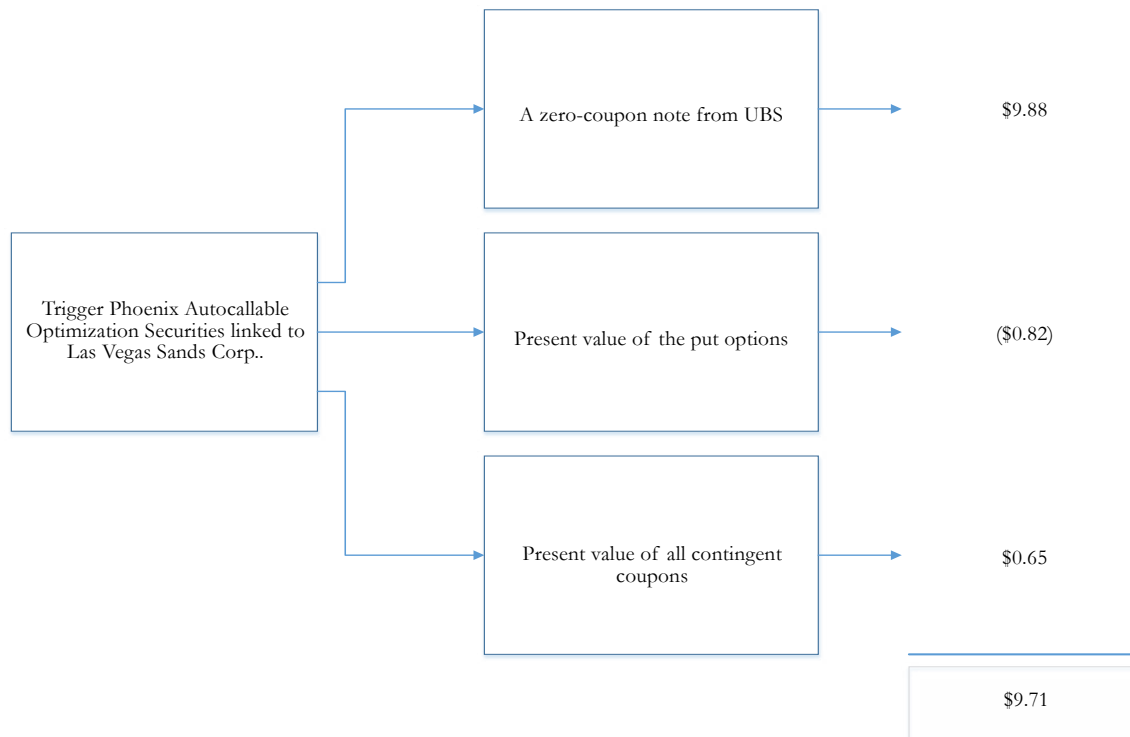 A zero-coupon note from UBS
$9.88
Trigger Phoenix Autocallable
Optimization Securities linked to
Las Vegas Sands Corp..
Present value of the put options
($0.82)
Present value of all contingent
coupons
$0.65
$9.71